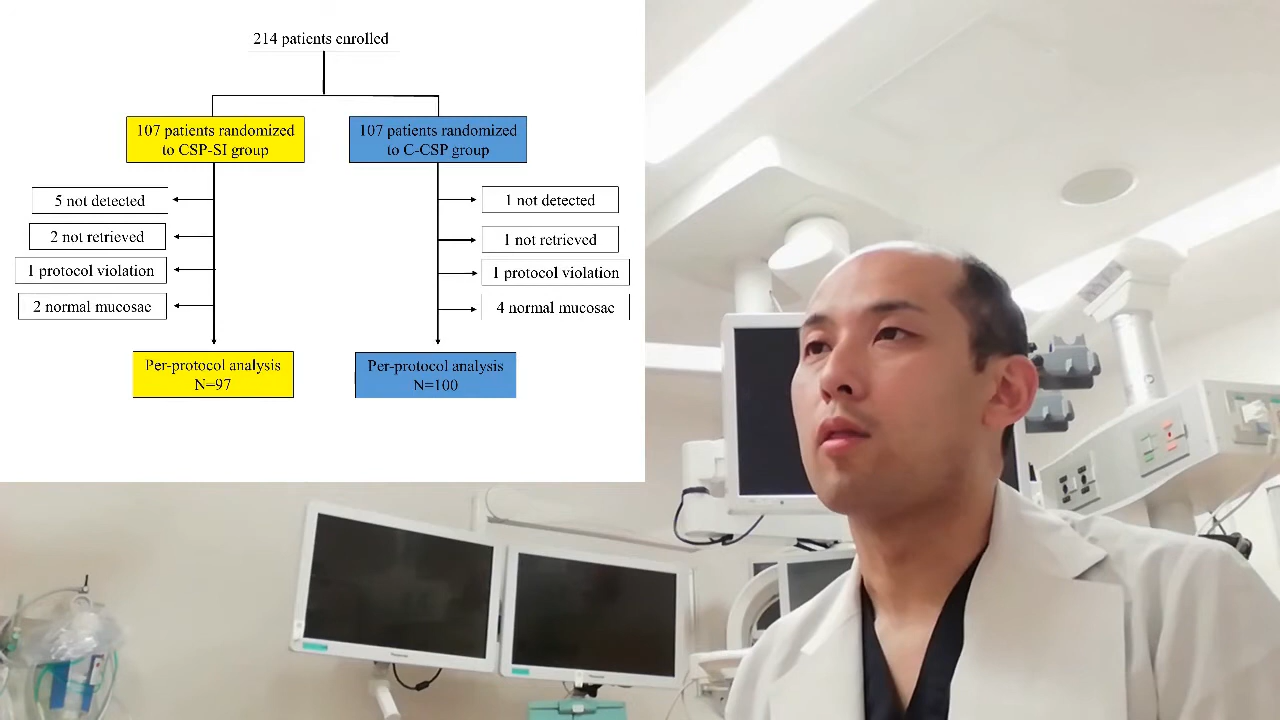 214 patients enrolled
107 patients randomized
to CSP-SI group
107 patients randomized
to C-CSP group
5 not detected
1 not detected
2 not retrieved
1 not retrieved
1 protocol violation
1 protocol violation
2 normal mucosae
4 normal mucosae
Per-protocol analysis
N=97
Per-protocol analysis
N=100